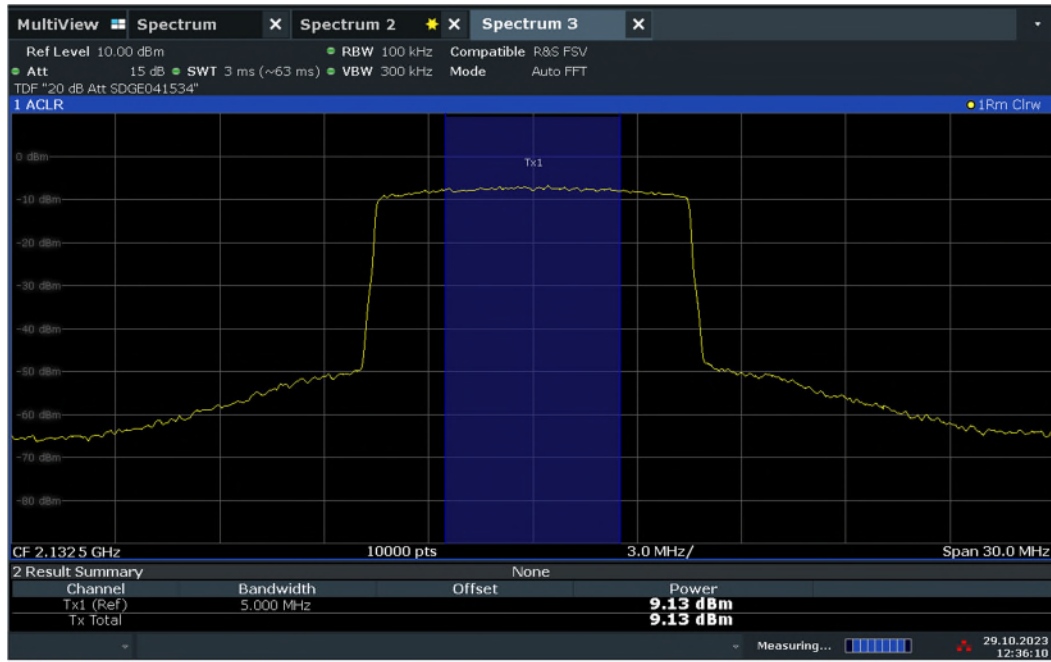 MultiView Spectrum X Spectrum 2 X Spectrum 3 X
Ref Level 10.00 dBm RBW 100 kHz Compatible R&S FSV
Att 15 dB SWT 3 ms (~63 ms) VBW 300 kHz Mode Auto FFT
TDF "20 dB Att SDGE041534"
1 ACLR 1Rm Clrw
0 dBm
Tx1
-10 dBm
-20 dBm
-30 dBm
-40 dBm
-50 dBm
-60 dBm
-70 dBm
-80 dBm
CF 2.1325 GHz 10000 pts 3.0 MHz/ Span 30.0 MHz
2 Result Summary None
Channel Bandwidth Offset Power
Tx1 (Ref) 5.000 MHz 9.13 dBm
Tx Total 9.13 dBm
Measuring... 29.10.2023
12:36:10